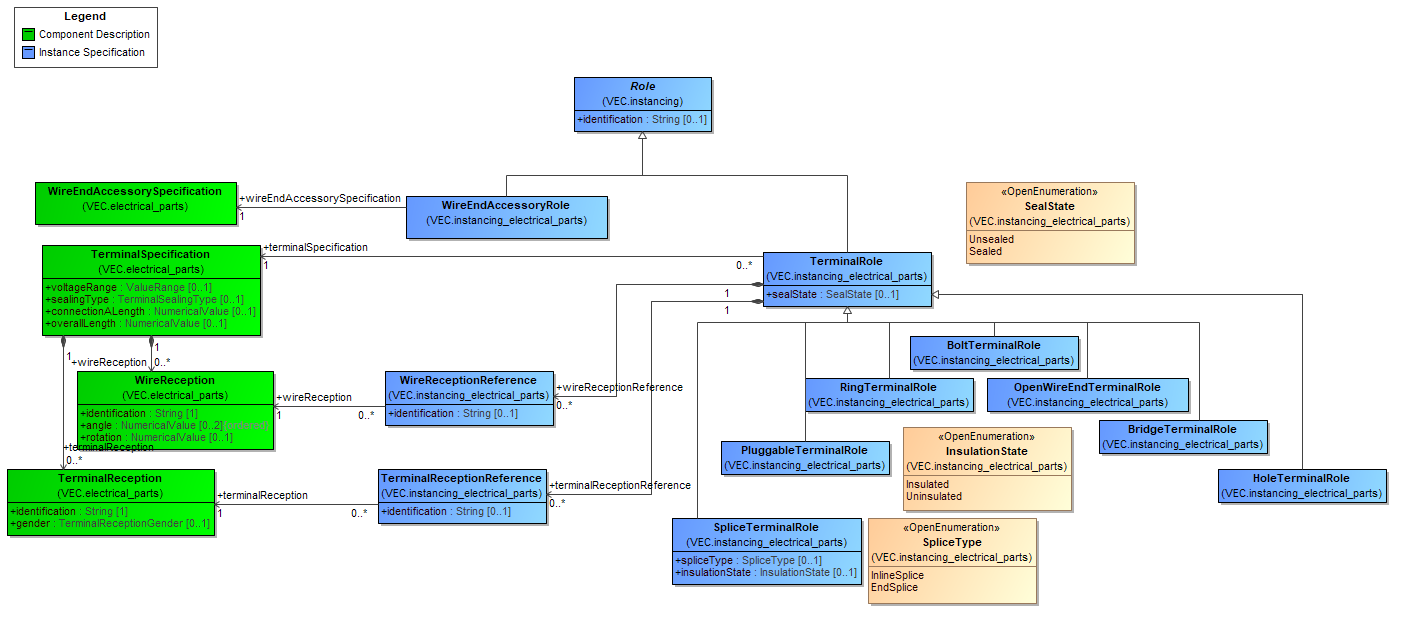 Legend
Component Description
Instance Specification
Role
(VEC.instancing)
+identification : String [0..1]
WireEndAccessorySpecification
(VEC.electrical_parts)
+wireEndAccessorySpecification
1
WireEndAccessoryRole
(VEC.instancing_electrical_parts)
«OpenEnumeration»
SealState
(VEC.instancing_electrical_parts)
Unsealed
Sealed
TerminalSpecification
(VEC.electrical_parts)
+voltageRange : ValueRange [0..1]
+sealingType : TerminalSealingType [0..1]
+connectionALength : NumericalValue [0..1]
+overallLength : NumericalValue [0..1]
+terminalSpecification
1
0..*
TerminalRole
(VEC.instancing_electrical_parts)
+sealState : SealState [0..1]
1
1
1
+wireReception
1
0..*
WireReception
(VEC.electrical_parts)
+identification : String [1]
+angle : NumericalValue [0..2]{ordered}
+rotation : NumericalValue [0..1]
+wireReception
1
0..*
WireReceptionReference
(VEC.instancing_electrical_parts)
+identification : String [0..1]
+wireReceptionReference
0..*
BoltTerminalRole
(VEC.instancing_electrical_parts)
RingTerminalRole
(VEC.instancing_electrical_parts)
OpenWireEndTerminalRole
(VEC.instancing_electrical_parts)
BridgeTerminalRole
(VEC.instancing_electrical_parts)
PluggableTerminalRole
(VEC.instancing_electrical_parts)
«OpenEnumeration»
InsulationState
(VEC.instancing_electrical_parts)
Insulated
Uninsulated
HoleTerminalRole
(VEC.instancing_electrical_parts)
+terminalReception
0..*
TerminalReception
(VEC.electrical_parts)
+identification : String [1]
+gender : TerminalReceptionGender [0..1]
+terminalReception
1
0..*
TerminalReceptionReference
(VEC.instancing_electrical_parts)
+identification : String [0..1]
+terminalReceptionReference
0..*
SpliceTerminalRole
(VEC.instancing_electrical_parts)
+spliceType : SpliceType [0..1]
+insulationState : InsulationState [0..1]
«OpenEnumeration»
SpliceType
(VEC.instancing_electrical_parts)
InlineSplice
EndSplice